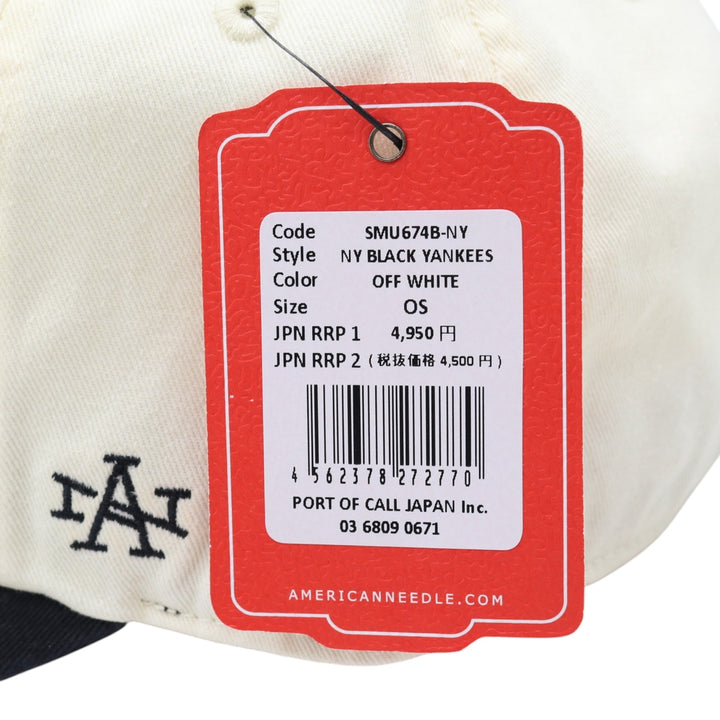 Code SMU674B-NY
Style NY BLACK YANKEES
Color OFF WHITE
Size OS
JPN RRP 1 4,950 円
JPN RRP 2 (税抜価格 4,500 円)
4 562378 272770
PORT OF CALL JAPAN Inc.
03 6809 0671
AMERICANNEEDLE.COM
AN